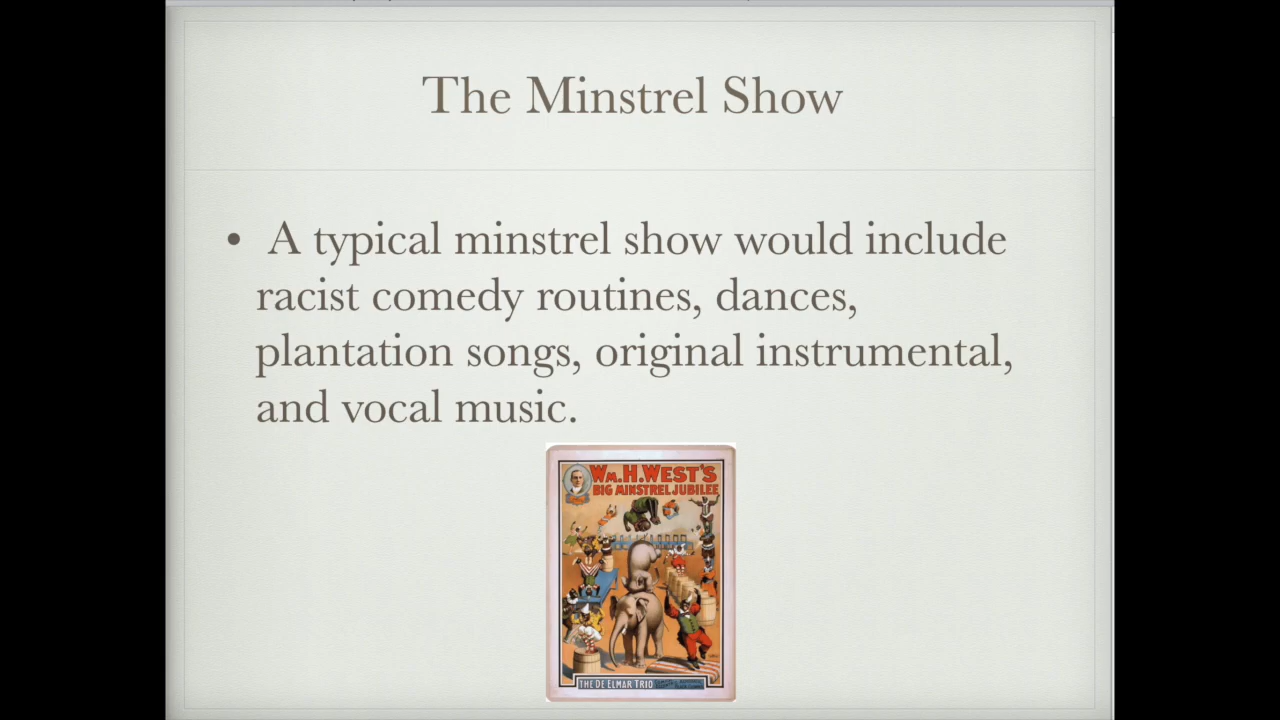 The Minstrel Show
• A typical minstrel show would include
racist comedy routines, dances,
plantation songs, original instrumental,
and vocal music.
WM. H. WEST'S
BIG MINSTREL JUBILEE
THE DE ELMAR TRIO